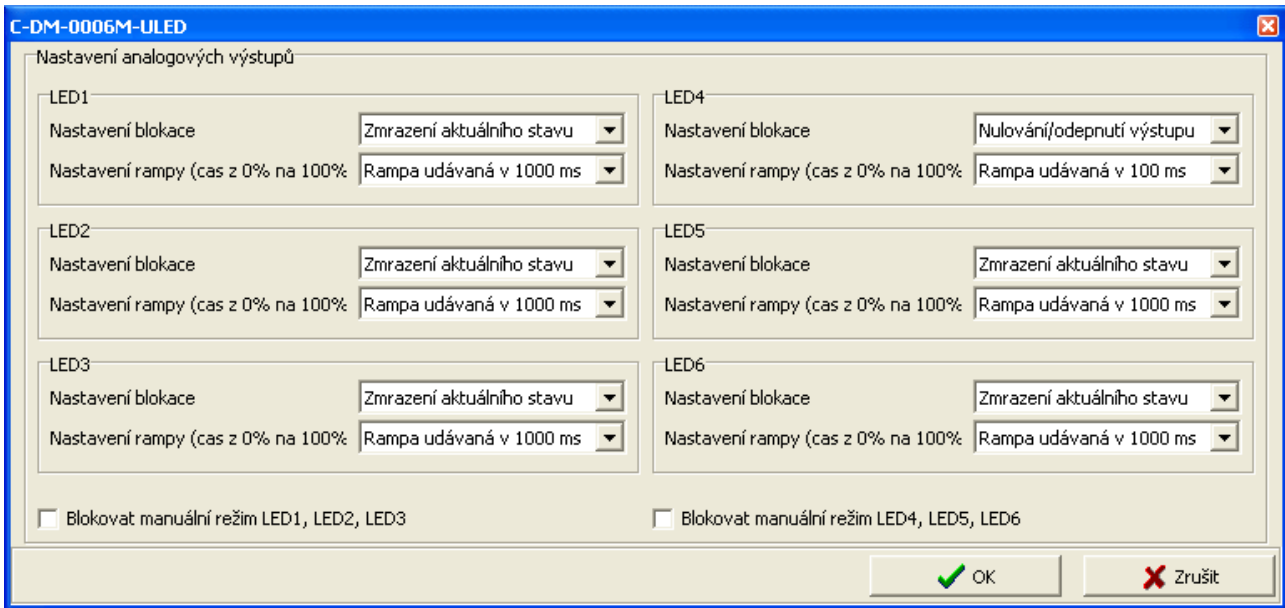 C-DM-0006M-ULED
Nastavení analogových výstupů
LED1
Nastavení blokace Zmrazení aktuálního stavu
Nastavení rampy (cas z 0% na 100% Rampa udávaná v 1000 ms
LED4
Nastavení blokace Nulování/odepnutí výstupu
Nastavení rampy (cas z 0% na 100% Rampa udávaná v 100 ms
LED2
Nastavení blokace Zmrazení aktuálního stavu
Nastavení rampy (cas z 0% na 100% Rampa udávaná v 1000 ms
LED5
Nastavení blokace Zmrazení aktuálního stavu
Nastavení rampy (cas z 0% na 100% Rampa udávaná v 1000 ms
LED3
Nastavení blokace Zmrazení aktuálního stavu
Nastavení rampy (cas z 0% na 100% Rampa udávaná v 1000 ms
LED6
Nastavení blokace Zmrazení aktuálního stavu
Nastavení rampy (cas z 0% na 100% Rampa udávaná v 1000 ms
Blokovat manuální režim LED1, LED2, LED3
Blokovat manuální režim LED4, LED5, LED6
OK
Zrušit